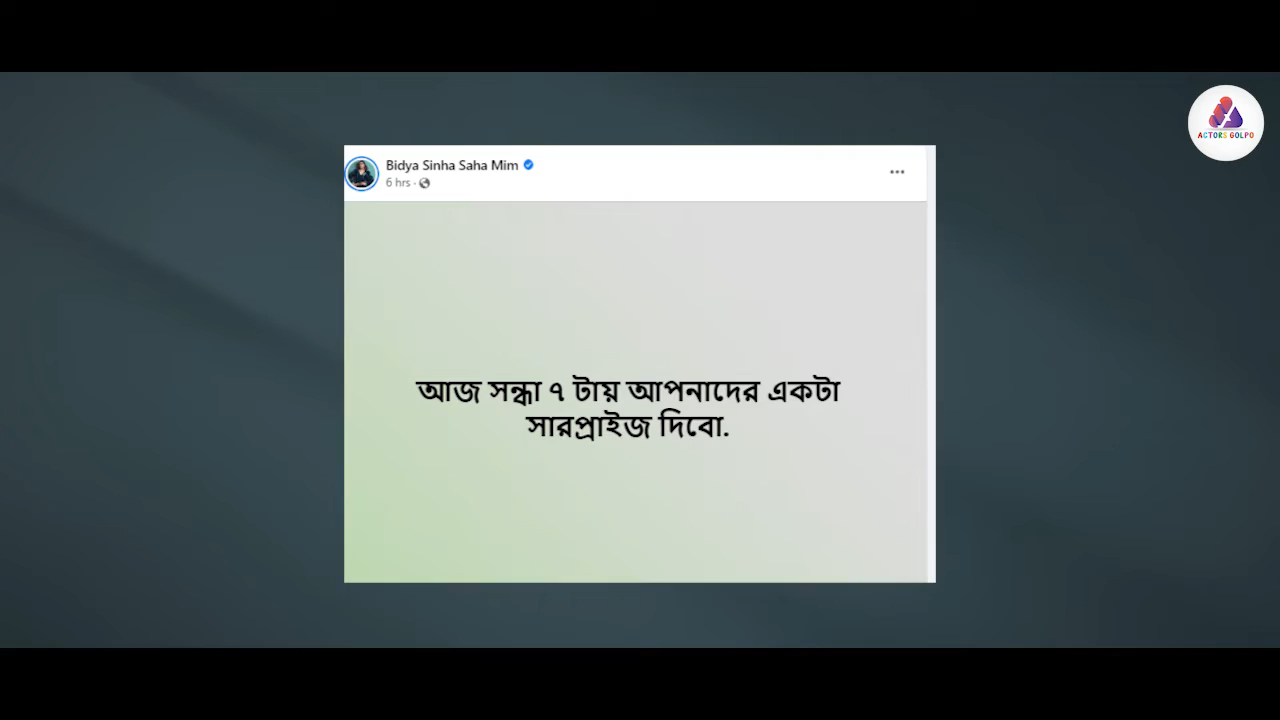 ACTORS GOLPO
Bidya Sinha Saha Mim
6 hrs ·
আজ সন্ধা ৭ টায় আপনাদের একটা
সারপ্রাইজ দিবো.